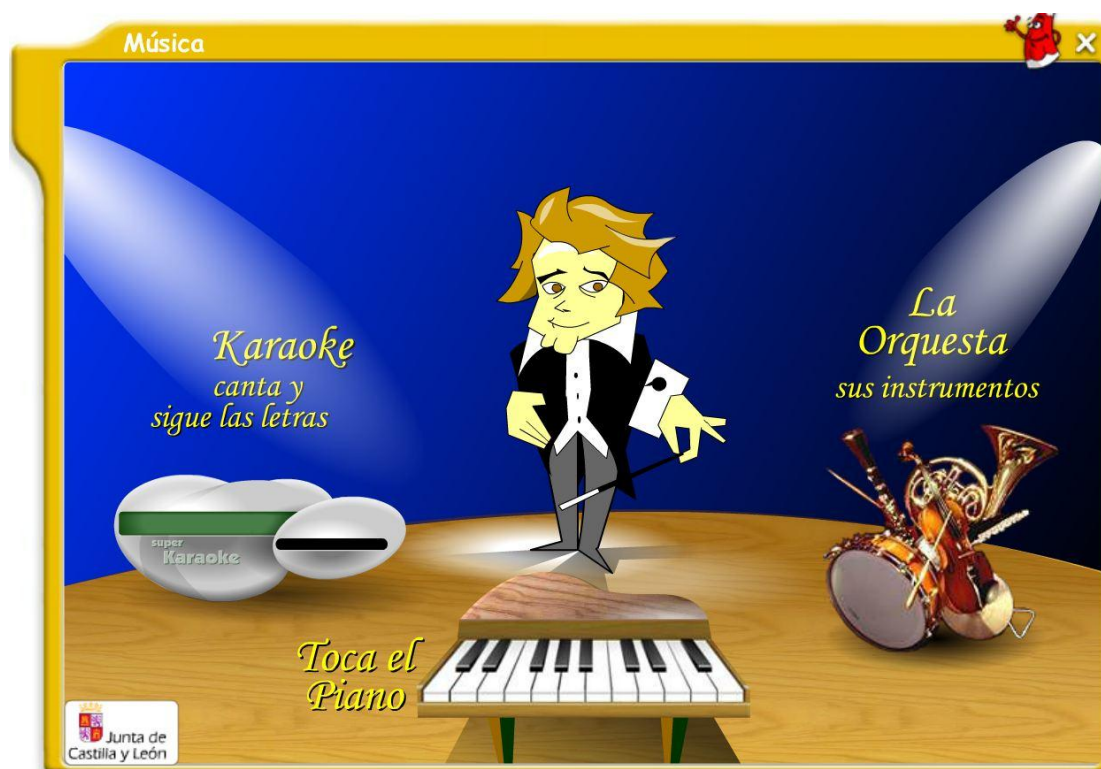 Música
Karaoke
canta y
sigue las letras
La
Orquesta
sus instrumentos
super
Karaoke
Toca el
Piano
Junta de
Castilla y León